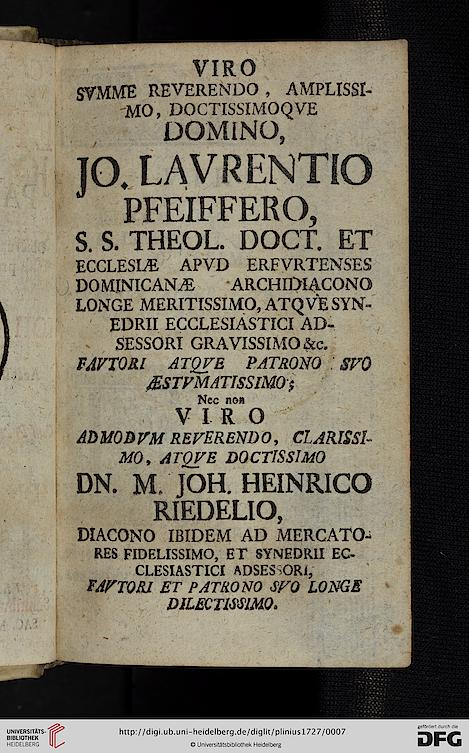 VIRO
SVMME REVERENDO, AMPLISSI-
MO, DOCTISSIMOQVE
DOMINO,
JO. LAVRENTIO
PFEIFFERO,
S. S. THEOL. DOCT. ET
ECCLESIÆ APVD ERFVRTENSES
DOMINICANÆ ARCHIDIACONO
LONGE MERITISSIMO, ATQVE SYN-
EDRII ECCLESIASTICI AD-
SESSORI GRAVISSIMO &c.
FAVTORI ATQVE PATRONO SVO
ÆSTVMATISSIMO;
Nec non
VIRO
ADMODVM REVERENDO, CLARISSI-
MO, ATQVE DOCTISSIMO
DN. M. JOH. HEINRICO
RIEDELIO,
DIACONO IBIDEM AD MERCATO-
RES FIDELISSIMO, ET SYNEDRII EC-
CLESIASTICI ADSESSORI,
FAVTORI ET PATRONO SVO LONGE
DILECTISSIMO.
UNIVERSITÄTS-
BIBLIOTHEK
HEIDELBERG
http://digi.ub.uni-heidelberg.de/diglit/plinius1727/0007
© Universitätsbibliothek Heidelberg
gefördert durch die
DFG